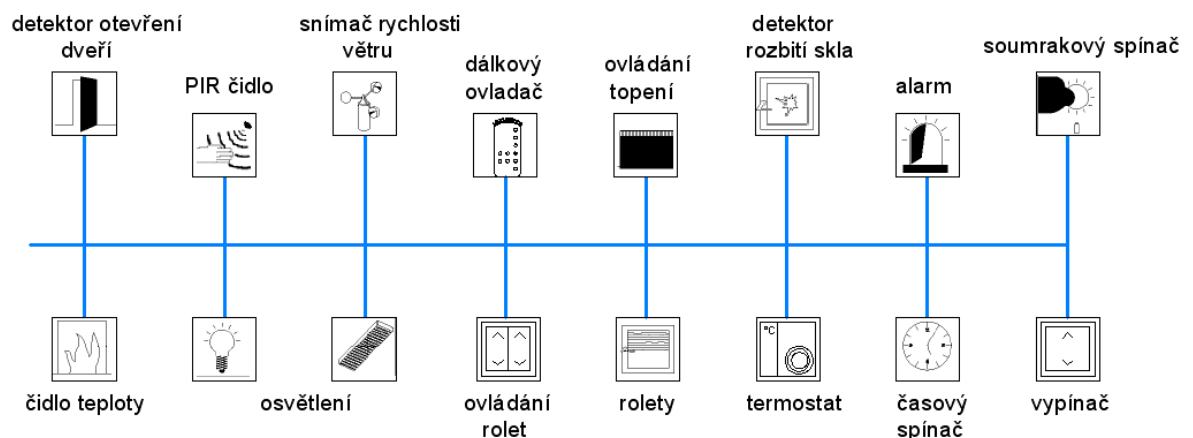 detektor otevření
dveří
PIR čidlo
snímač rychlosti
větru
dálkový
ovladač
ovládání
topení
detektor
rozbití skla
alarm
soumrakový spínač
čidlo teploty
osvětlení
ovládání
rolet
rolety
°C
termostat
časový
spínač
vypínač